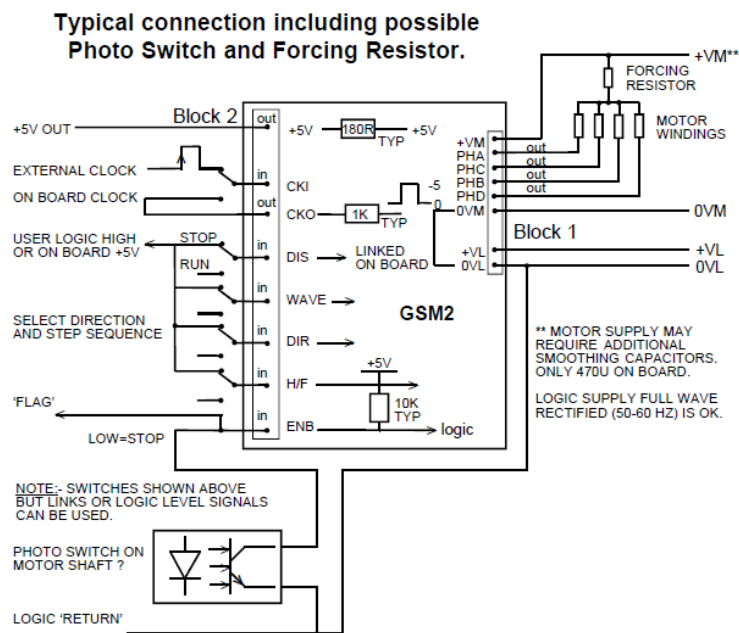 Typical connection including possible
Photo Switch and Forcing Resistor.
+VM**
FORCING
RESISTOR
MOTOR
WINDINGS
Block 2
out
+5V OUT
+5V
180R
TYP
+5V
+VM
PHA
out
PHC
out
PHB
out
PHD
out
0VM
0VM
EXTERNAL CLOCK
in
CKI
ON BOARD CLOCK
out
CKO
1K
TYP
-5
0
Block 1
+VL
+VL
0VL
0VL
USER LOGIC HIGH
OR ON BOARD +5V
STOP
in
DIS
LINKED
ON BOARD
RUN
in
WAVE
GSM2
SELECT DIRECTION
AND STEP SEQUENCE
in
DIR
+5V
in
H/F
10K
TYP
'FLAG'
in
ENB
logic
LOW=STOP
** MOTOR SUPPLY MAY
REQUIRE ADDITIONAL
SMOOTHING CAPACITORS.
ONLY 470U ON BOARD.
LOGIC SUPPLY FULL WAVE
RECTIFIED (50-60 HZ) IS OK.
NOTE:- SWITCHES SHOWN ABOVE
BUT LINKS OR LOGIC LEVEL SIGNALS
CAN BE USED.
PHOTO SWITCH ON
MOTOR SHAFT ?
LOGIC 'RETURN'